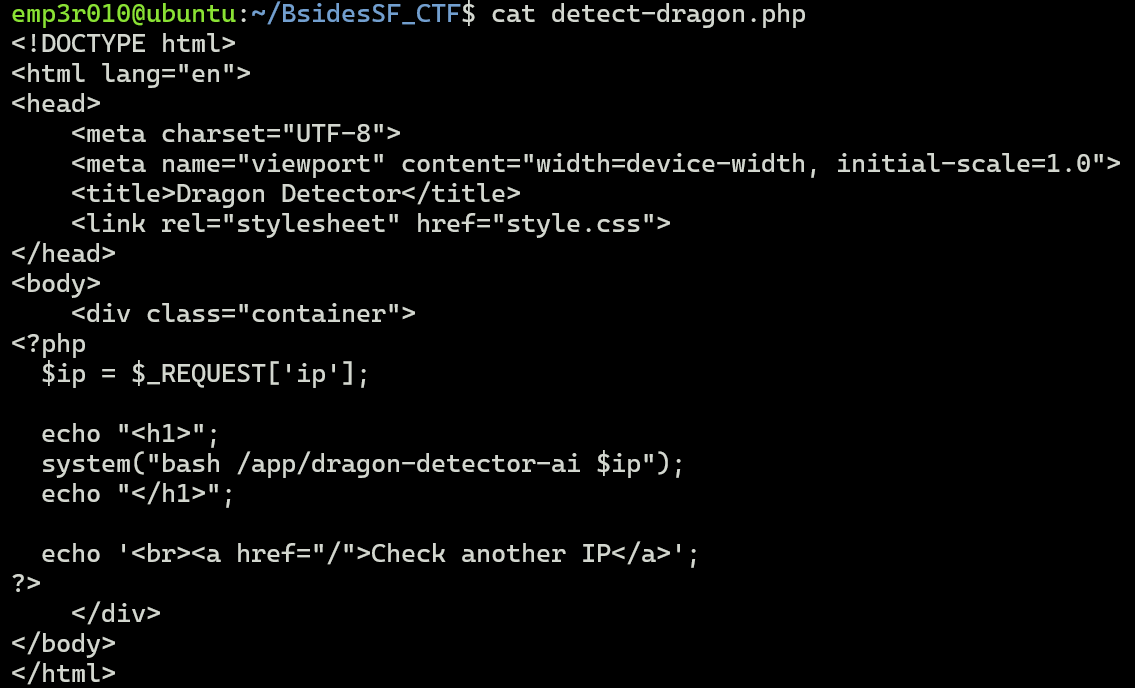 emp3r010@ubuntu:~/BsidesSF_CTF$ cat detect-dragon.php
<!DOCTYPE html>
<html lang="en">
<head>
    <meta charset="UTF-8">
    <meta name="viewport" content="width=device-width, initial-scale=1.0">
    <title>Dragon Detector</title>
    <link rel="stylesheet" href="style.css">
</head>
<body>
    <div class="container">
<?php
  $ip = $_REQUEST['ip'];

  echo "<h1>";
  system("bash /app/dragon-detector-ai $ip");
  echo "</h1>";

  echo '<br><a href="/">Check another IP</a>';
?>
    </div>
</body>
</html>